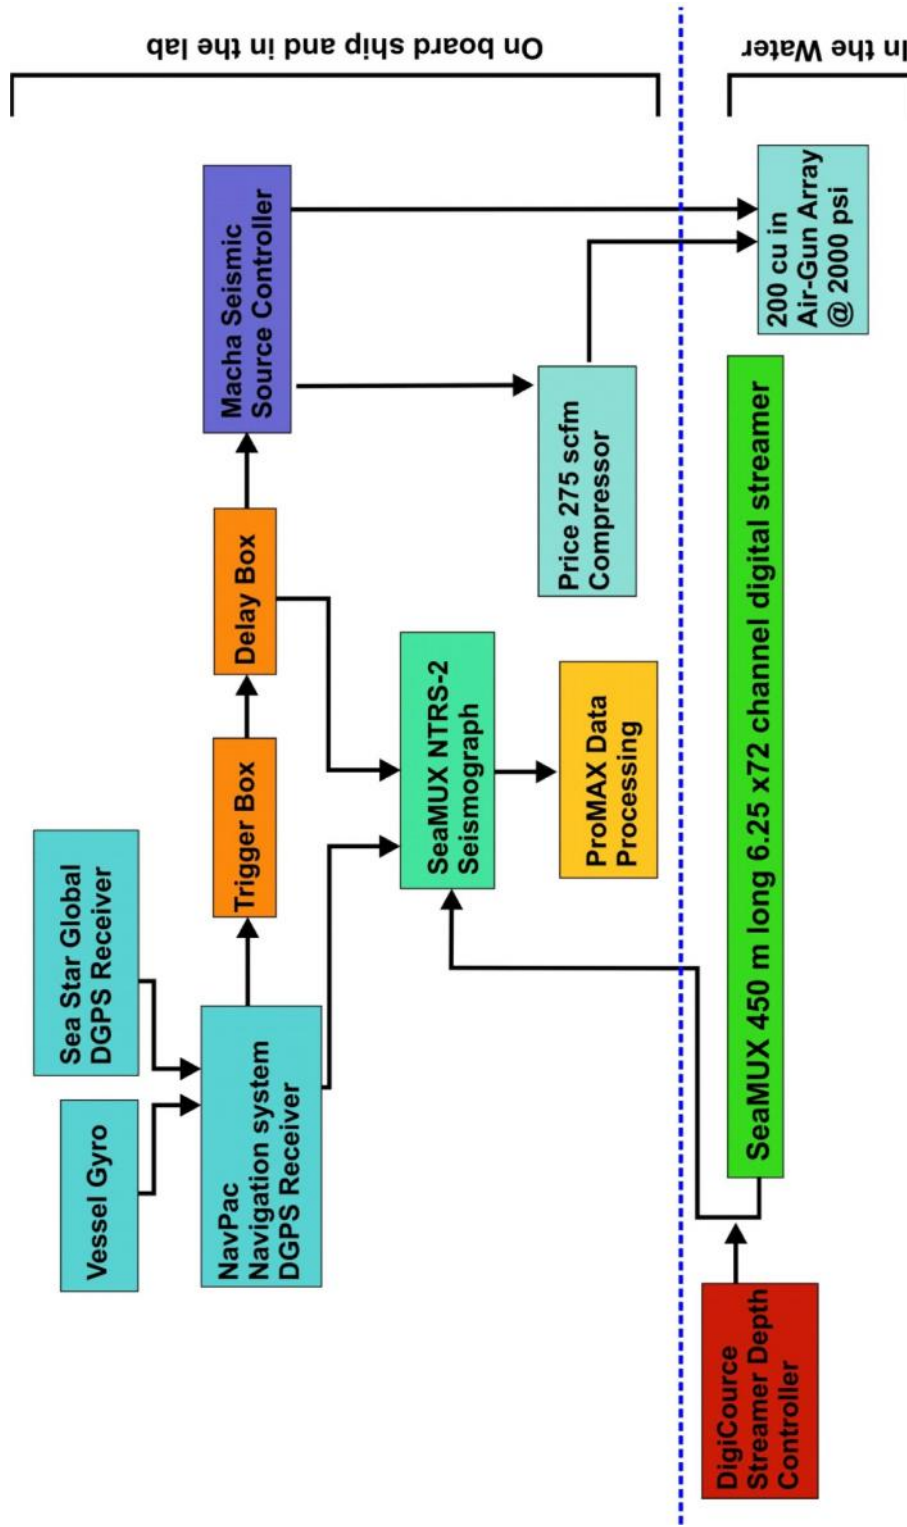 Vessel Gyro
Sea Star Global
DGPS Receiver
NavPac
Navigation system
DGPS Receiver
Trigger Box
Delay Box
Macha Seismic
Source Controller
SeaMUX NTRS-2
Seismograph
Price 275 scfm
Compressor
ProMAX Data
Processing
On board ship and in the lab
DigiCource
Streamer Depth
Controller
SeaMUX 450 m long 6.25 x72 channel digital streamer
200 cu in
Air-Gun Array
@ 2000 psi
In the Water